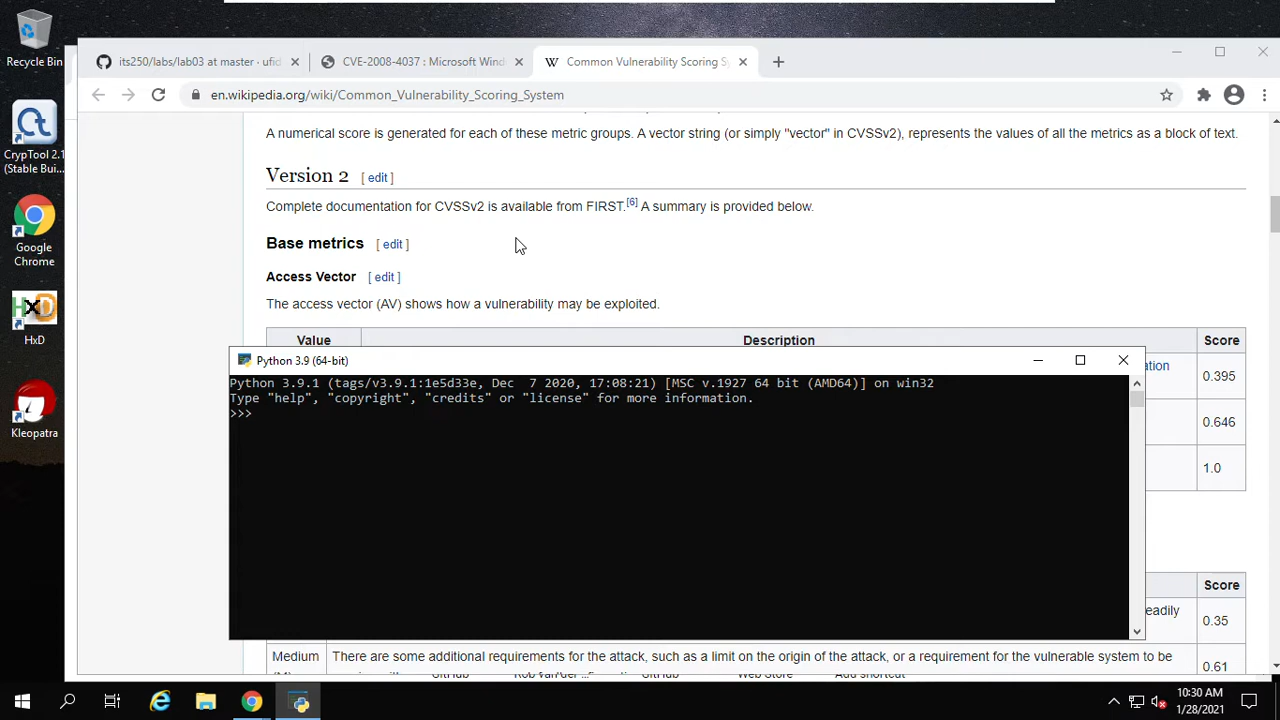 Recycle Bin
CrypTool 2.1
(Stable Bui...
Google
Chrome
HxD
Kleopatra
its250/labs/lab03 at master · ufid
CVE-2008-4037 : Microsoft Wind
W Common Vulnerability Scoring S
en.wikipedia.org/wiki/Common_Vulnerability_Scoring_System
A numerical score is generated for each of these metric groups. A vector string (or simply "vector" in CVSSv2), represents the values of all the metrics as a block of text.
Version 2 [ edit ]
Complete documentation for CVSSv2 is available from FIRST.[6] A summary is provided below.
Base metrics [ edit ]
Access Vector [ edit ]
The access vector (AV) shows how a vulnerability may be exploited.
Value Description Score
0.395
0.646
1.0
Python 3.9 (64-bit)
Python 3.9.1 (tags/v3.9.1:1e5d33e, Dec 7 2020, 17:08:21) [MSC v.1927 64 bit (AMD64)] on win32
Type "help", "copyright", "credits" or "license" for more information.
>>>
Score
eadily
0.35
Medium There are some additional requirements for the attack, such as a limit on the origin of the attack, or a requirement for the vulnerable system to be
0.61
GitHub GitHub Web Store Add shortcut
10:30 AM
1/28/2021